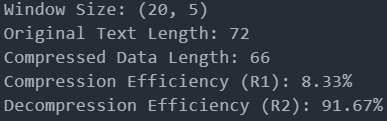 Window Size: (20, 5)
Original Text Length: 72
Compressed Data Length: 66
Compression Efficiency (R1): 8.33%
Decompression Efficiency (R2): 91.67%